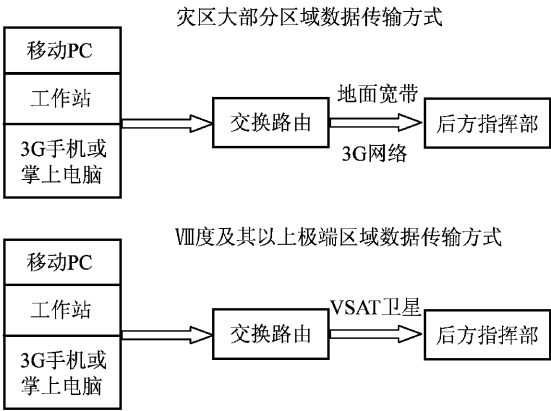 灾区大部分区域数据传输方式
移动PC
工作站
3G手机或
掌上电脑
交换路由
地面宽带
3G网络
后方指挥部
Ⅷ度及其以上极端区域数据传输方式
移动PC
工作站
3G手机或
掌上电脑
交换路由
VSAT卫星
后方指挥部